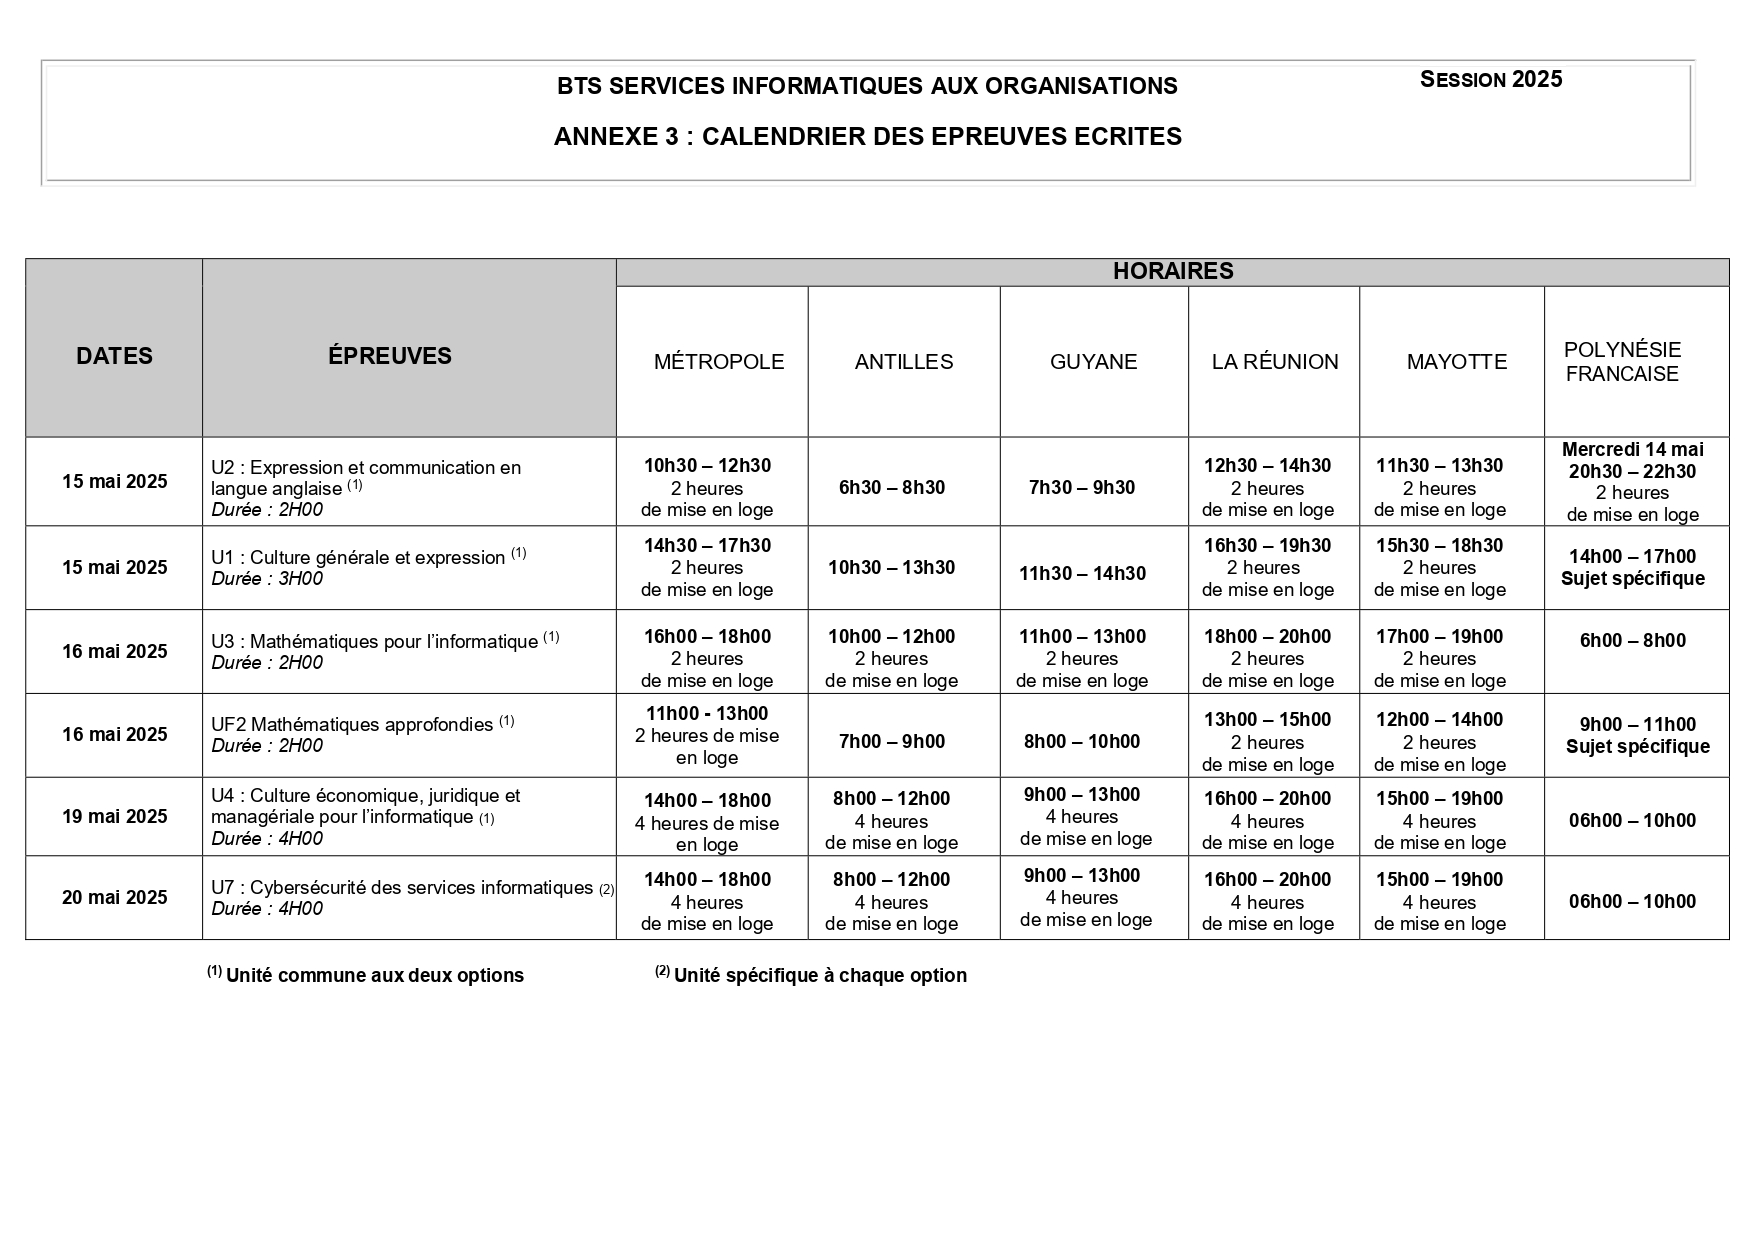 BTS SERVICES INFORMATIQUES AUX ORGANISATIONS
SESSION 2025
ANNEXE 3 : CALENDRIER DES EPREUVES ECRITES
DATES
ÉPREUVES
HORAIRES
MÉTROPOLE
ANTILLES
GUYANE
LA RÉUNION
MAYOTTE
POLYNÉSIE
FRANCAISE
15 mai 2025
U2 : Expression et communication en
langue anglaise (1)
Durée : 2H00
10h30 – 12h30
2 heures
de mise en loge
6h30 – 8h30
7h30 – 9h30
12h30 – 14h30
2 heures
de mise en loge
11h30 – 13h30
2 heures
de mise en loge
Mercredi 14 mai
20h30 – 22h30
2 heures
de mise en loge
15 mai 2025
U1 : Culture générale et expression (1)
Durée : 3H00
14h30 – 17h30
2 heures
de mise en loge
10h30 – 13h30
11h30 – 14h30
16h30 – 19h30
2 heures
de mise en loge
15h30 – 18h30
2 heures
de mise en loge
14h00 – 17h00
Sujet spécifique
16 mai 2025
U3 : Mathématiques pour l’informatique (1)
Durée : 2H00
16h00 – 18h00
2 heures
de mise en loge
10h00 – 12h00
2 heures
de mise en loge
11h00 – 13h00
2 heures
de mise en loge
18h00 – 20h00
2 heures
de mise en loge
17h00 – 19h00
2 heures
de mise en loge
6h00 – 8h00
16 mai 2025
UF2 Mathématiques approfondies (1)
Durée : 2H00
11h00 - 13h00
2 heures de mise
en loge
7h00 – 9h00
8h00 – 10h00
13h00 – 15h00
2 heures
de mise en loge
12h00 – 14h00
2 heures
de mise en loge
9h00 – 11h00
Sujet spécifique
19 mai 2025
U4 : Culture économique, juridique et
managériale pour l’informatique (1)
Durée : 4H00
14h00 – 18h00
4 heures de mise
en loge
8h00 – 12h00
4 heures
de mise en loge
9h00 – 13h00
4 heures
de mise en loge
16h00 – 20h00
4 heures
de mise en loge
15h00 – 19h00
4 heures
de mise en loge
06h00 – 10h00
20 mai 2025
U7 : Cybersécurité des services informatiques (2)
Durée : 4H00
14h00 – 18h00
4 heures
de mise en loge
8h00 – 12h00
4 heures
de mise en loge
9h00 – 13h00
4 heures
de mise en loge
16h00 – 20h00
4 heures
de mise en loge
15h00 – 19h00
4 heures
de mise en loge
06h00 – 10h00
(1) Unité commune aux deux options
(2) Unité spécifique à chaque option